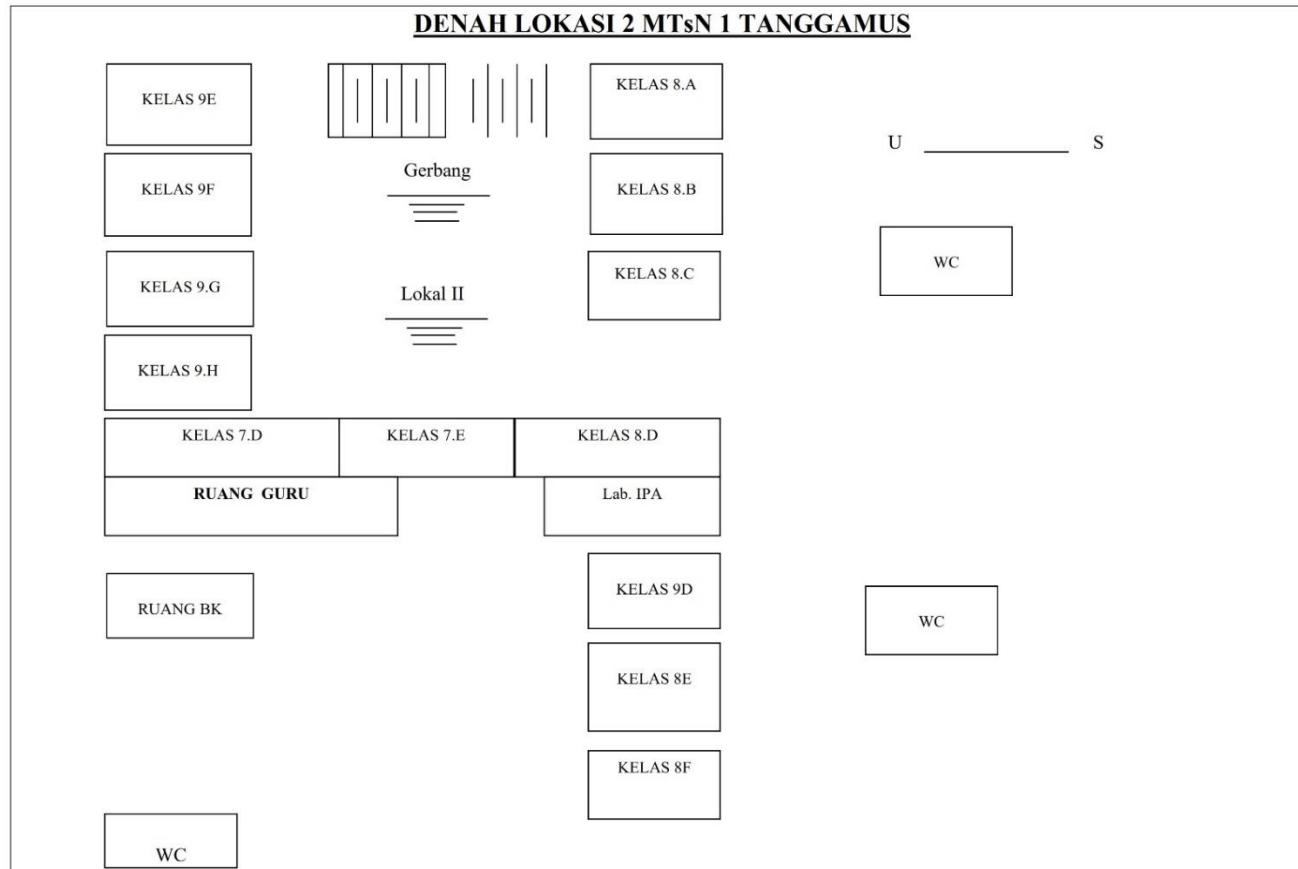 DENAH LOKASI 2 MTsN 1 TANGGAMUS
KELAS 9E
KELAS 8.A
U S
KELAS 9F
Gerbang
KELAS 8.B
WC
KELAS 9.G
Lokal II
KELAS 8.C
KELAS 9.H
KELAS 7.D
KELAS 7.E
KELAS 8.D
RUANG GURU
Lab. IPA
RUANG BK
KELAS 9D
WC
KELAS 8E
KELAS 8F
WC